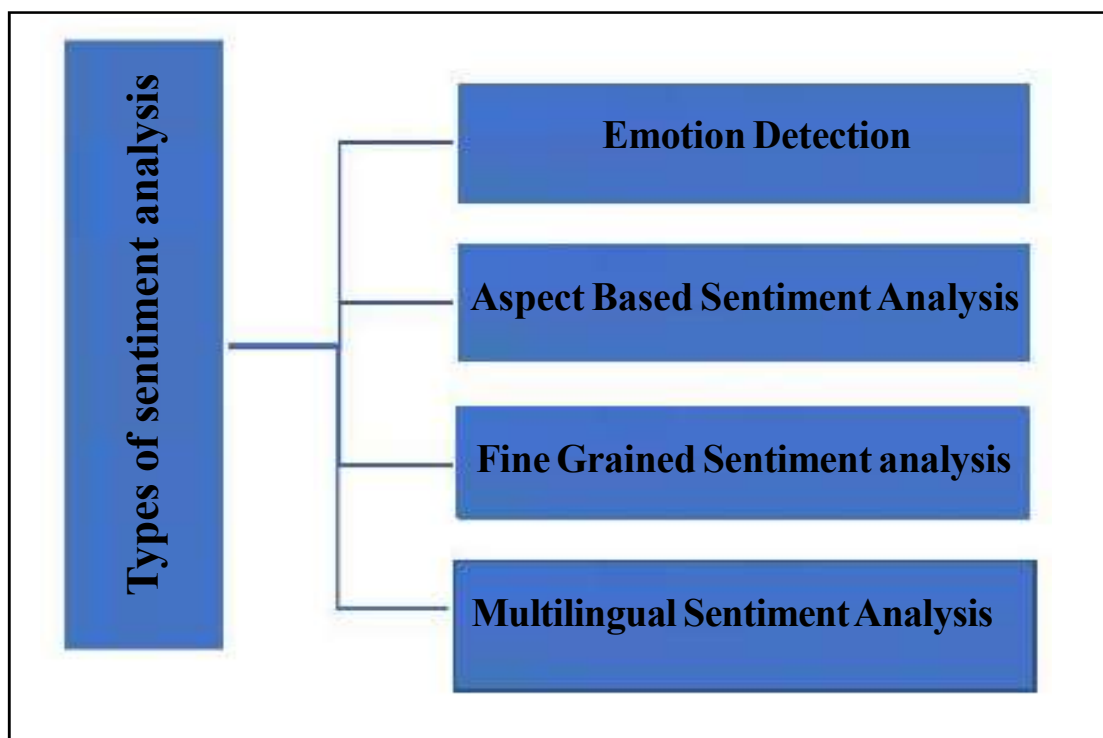 Types of sentiment analysis
Emotion Detection
Aspect Based Sentiment Analysis
Fine Grained Sentiment analysis
Multilingual Sentiment Analysis